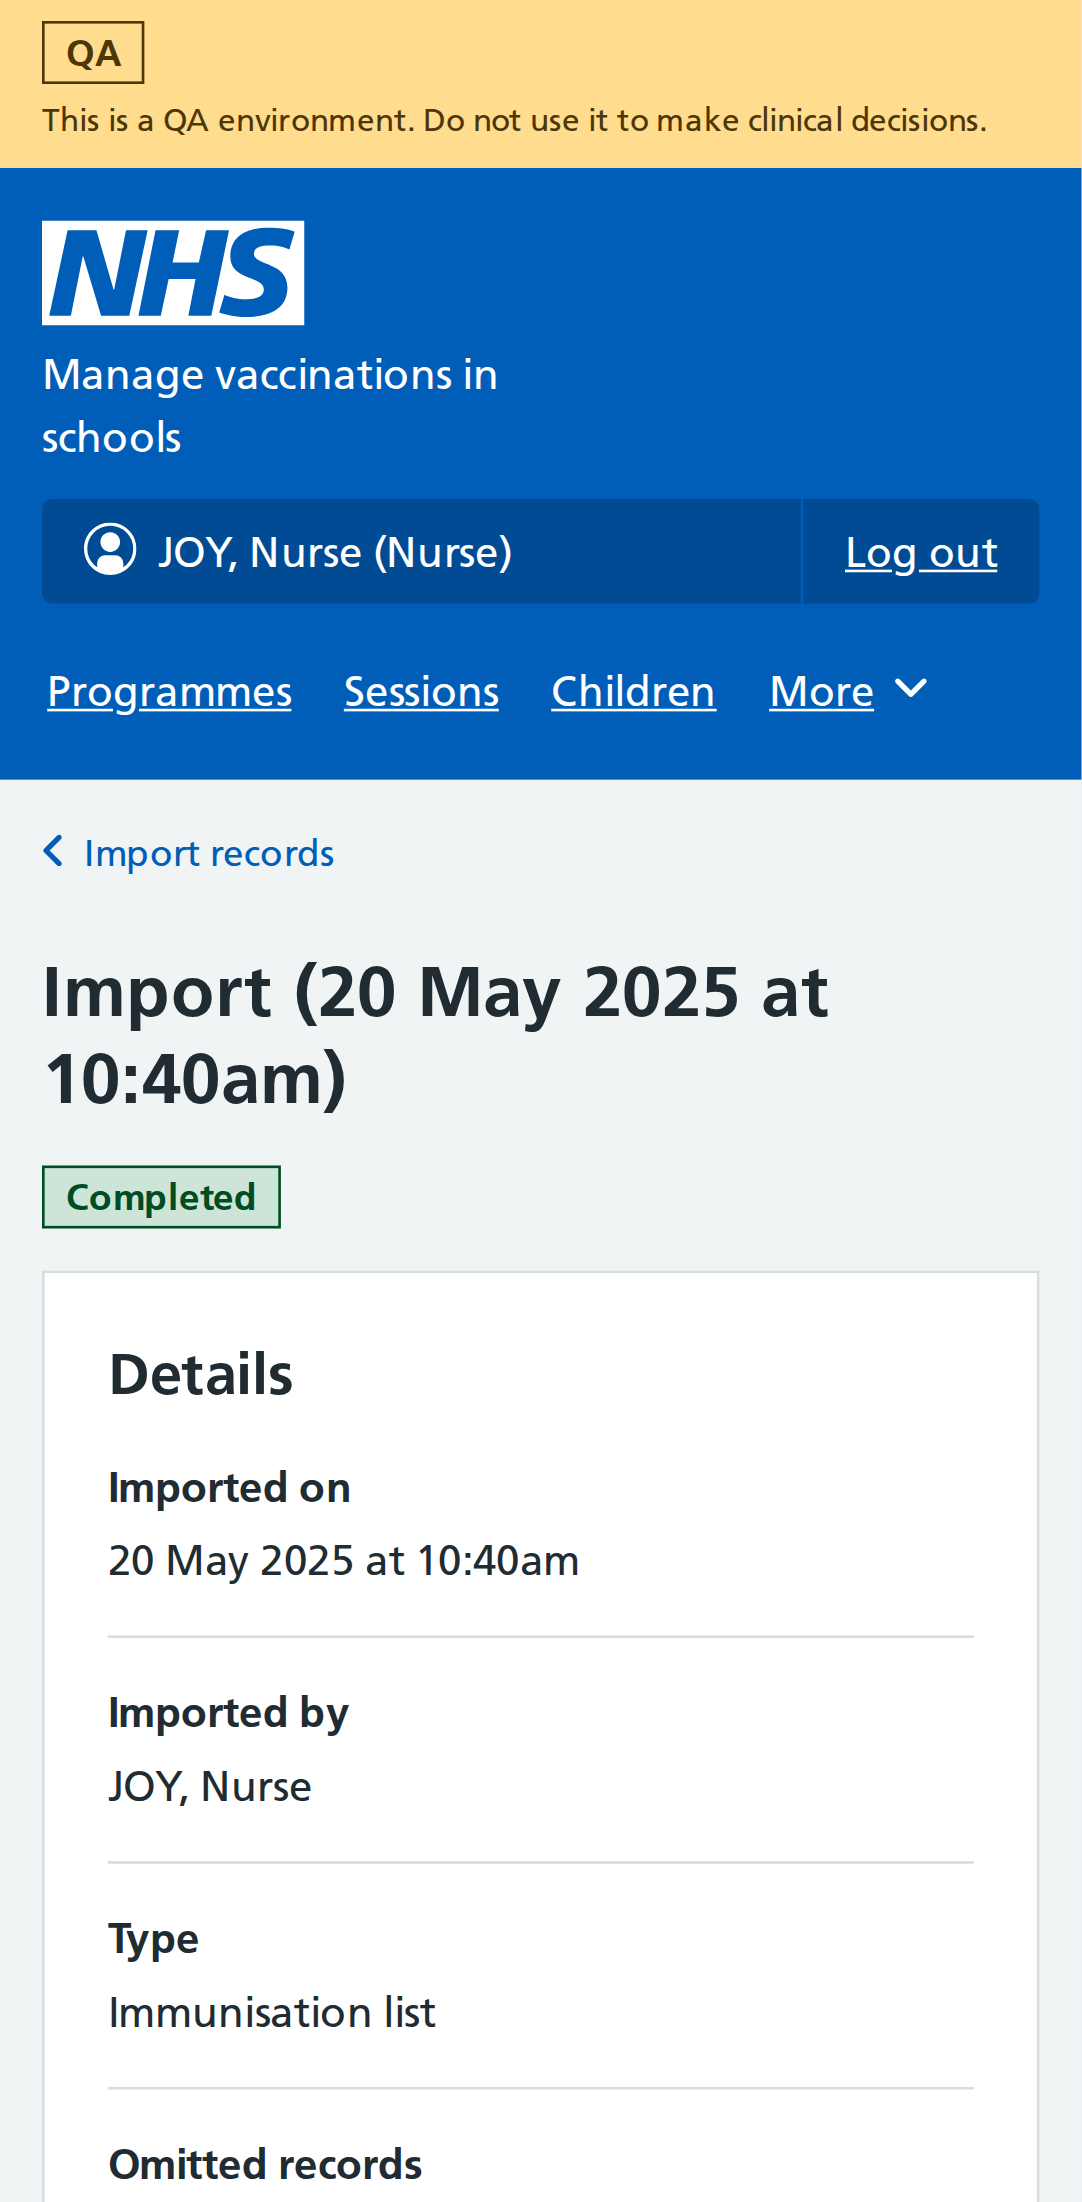 QA
This is a QA environment. Do not use it to make clinical decisions.
NHS
Manage vaccinations in
schools
JOY, Nurse (Nurse)
Log out
Programmes
Sessions
Children
More
Import records
Import (20 May 2025 at
10:40am)
Completed
Details
Imported on
20 May 2025 at 10:40am
Imported by
JOY, Nurse
Type
Immunisation list
Omitted records